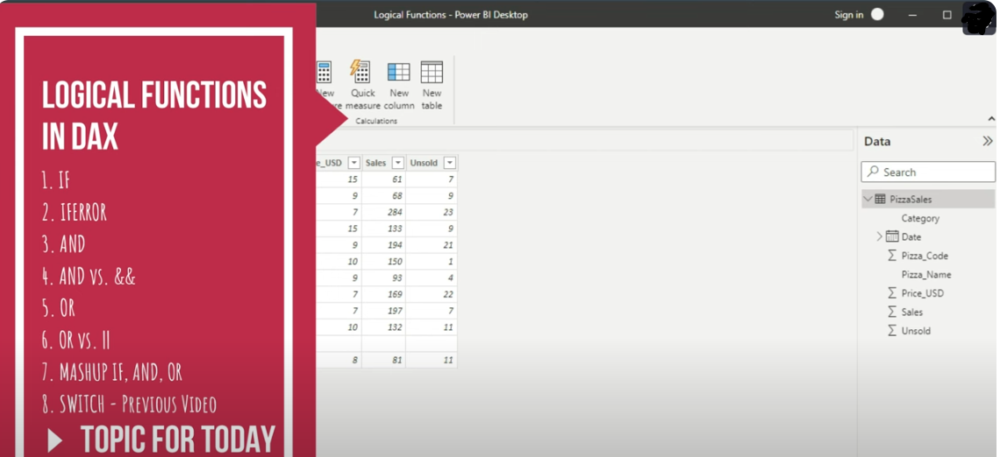 Logical Functions - Power BI Desktop
Sign in
LOGICAL FUNCTIONS
IN DAX
1. IF
2. IFERROR
3. AND
4. AND VS. &&
5. OR
6. OR VS. ||
7. MASHUP IF, AND, OR
8. SWITCH - PREVIOUS VIDEO
TOPIC FOR TODAY
Quick measure
New column
New table
Calculations
e_USD Sales Unsold
15 61 7
9 68 9
7 284 23
15 133 9
9 194 21
10 150 1
9 93 4
7 169 22
7 197 7
10 132 11
8 81 11
Data
Search
PizzaSales
Category
Date
Pizza_Code
Pizza_Name
Price_USD
Sales
Unsold